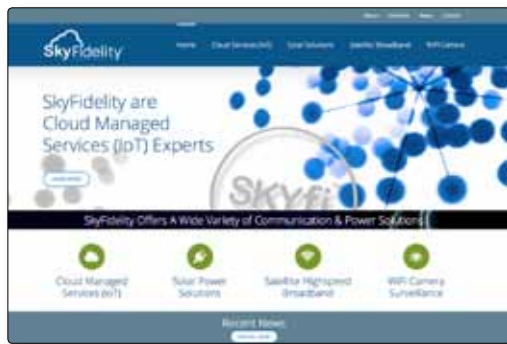 SkyFidelity
Home Cloud Services (IoT) Solar Solutions Satellite Broadband WiFi Camera
SkyFidelity are
Cloud Managed
Services (IoT) Experts
SKYfi
SkyFidelity Offers A Wide Variety of Communication & Power Solutions
Cloud Managed
Services (IoT)
Solar Power
Solutions
Satellite Highspeed
Broadband
WiFi Camera
Surveillance
Recent News